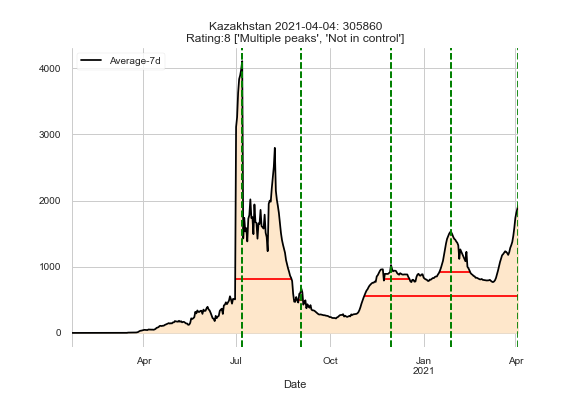 Kazakhstan 2021-04-04: 305860
Rating:8 ['Multiple peaks', 'Not in control']
Average-7d
4000
3000
2000
1000
0
Apr
Jul
Oct
Jan
2021
Apr
Date